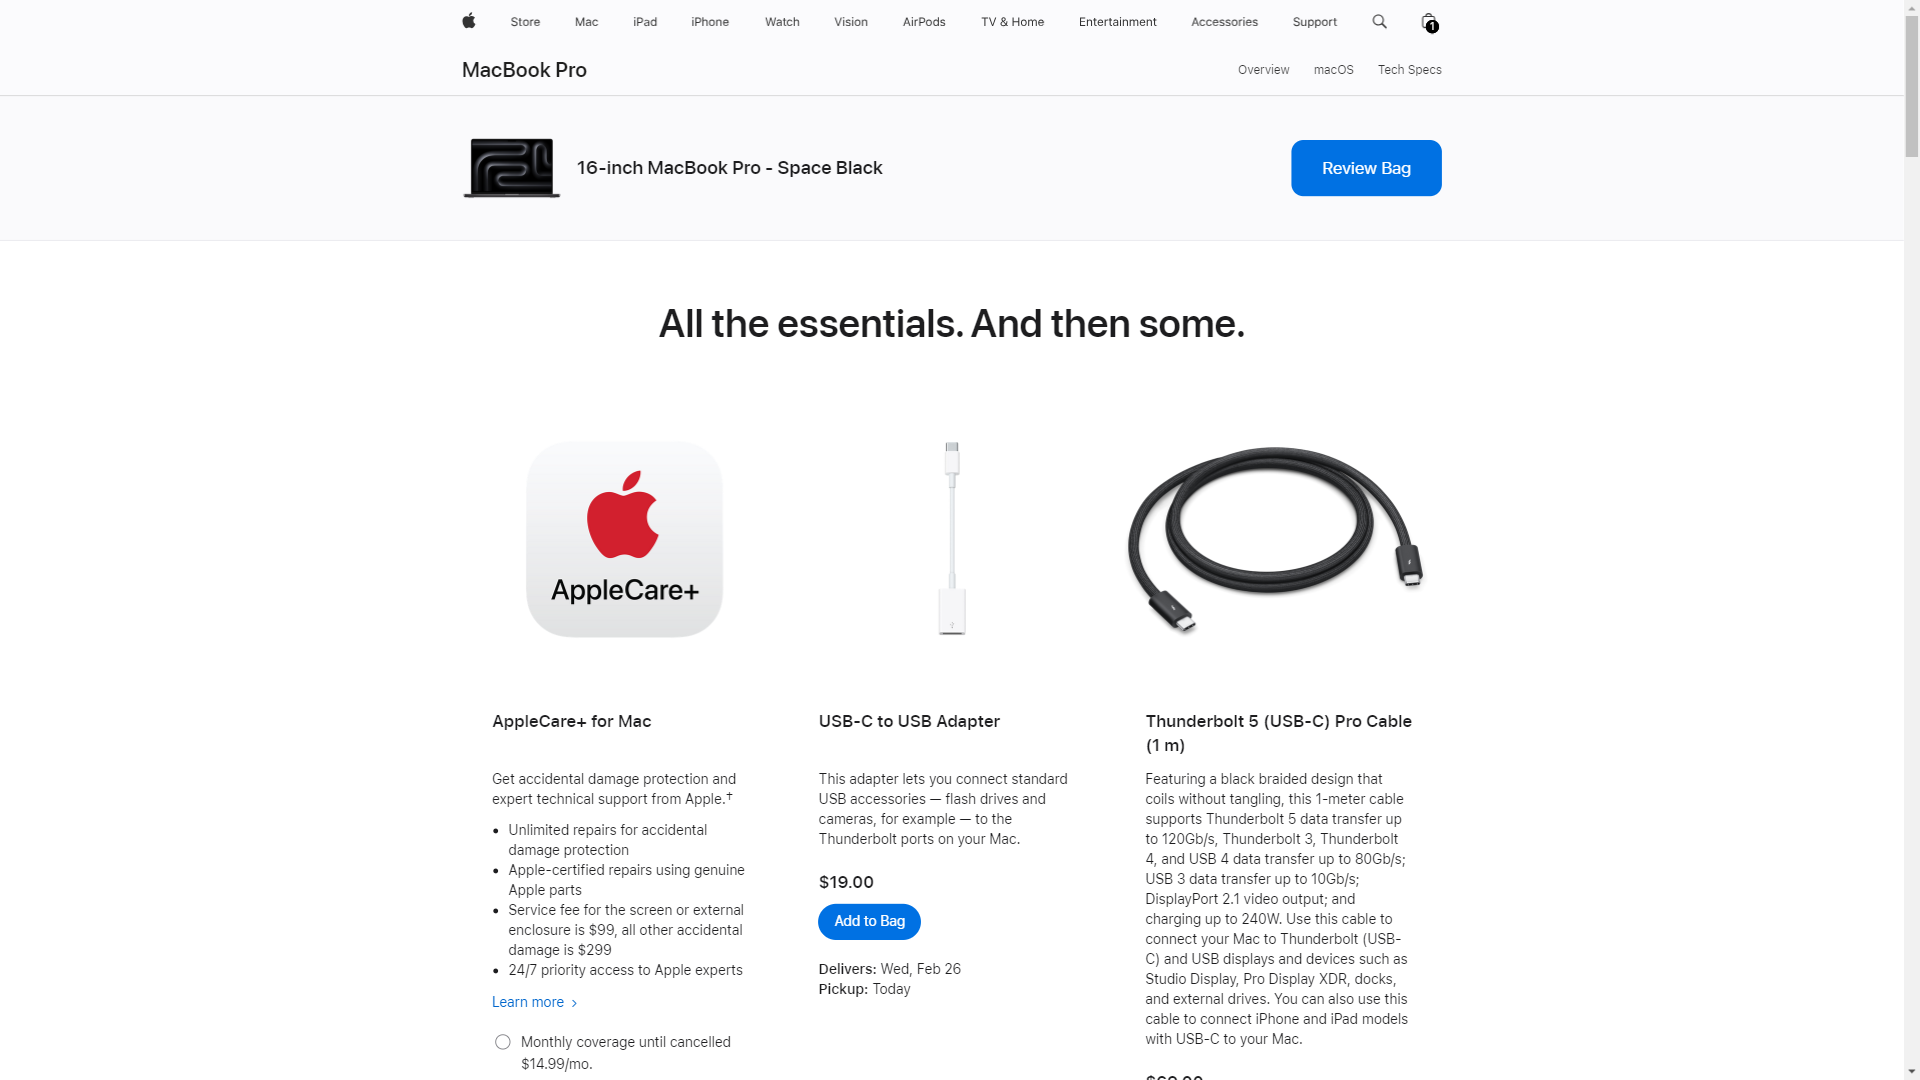 Store Mac iPad iPhone Watch Vision AirPods TV & Home Entertainment Accessories Support 1
MacBook Pro
Overview macOS Tech Specs
16-inch MacBook Pro - Space Black
Review Bag
All the essentials. And then some.
AppleCare+
AppleCare+ for Mac
Get accidental damage protection and
expert technical support from Apple.†
• Unlimited repairs for accidental
damage protection
• Apple-certified repairs using genuine
Apple parts
• Service fee for the screen or external
enclosure is $99, all other accidental
damage is $299
• 24/7 priority access to Apple experts
Learn more >
Monthly coverage until cancelled
$14.99/mo.
USB-C to USB Adapter
This adapter lets you connect standard
USB accessories — flash drives and
cameras, for example — to the
Thunderbolt ports on your Mac.
$19.00
Add to Bag
Delivers: Wed, Feb 26
Pickup: Today
Thunderbolt 5 (USB-C) Pro Cable
(1 m)
Featuring a black braided design that
coils without tangling, this 1-meter cable
supports Thunderbolt 5 data transfer up
to 120Gb/s, Thunderbolt 3, Thunderbolt
4, and USB 4 data transfer up to 80Gb/s;
USB 3 data transfer up to 10Gb/s;
DisplayPort 2.1 video output; and
charging up to 240W. Use this cable to
connect your Mac to Thunderbolt (USB-
C) and USB displays and devices such as
Studio Display, Pro Display XDR, docks,
and external drives. You can also use this
cable to connect iPhone and iPad models
with USB-C to your Mac.